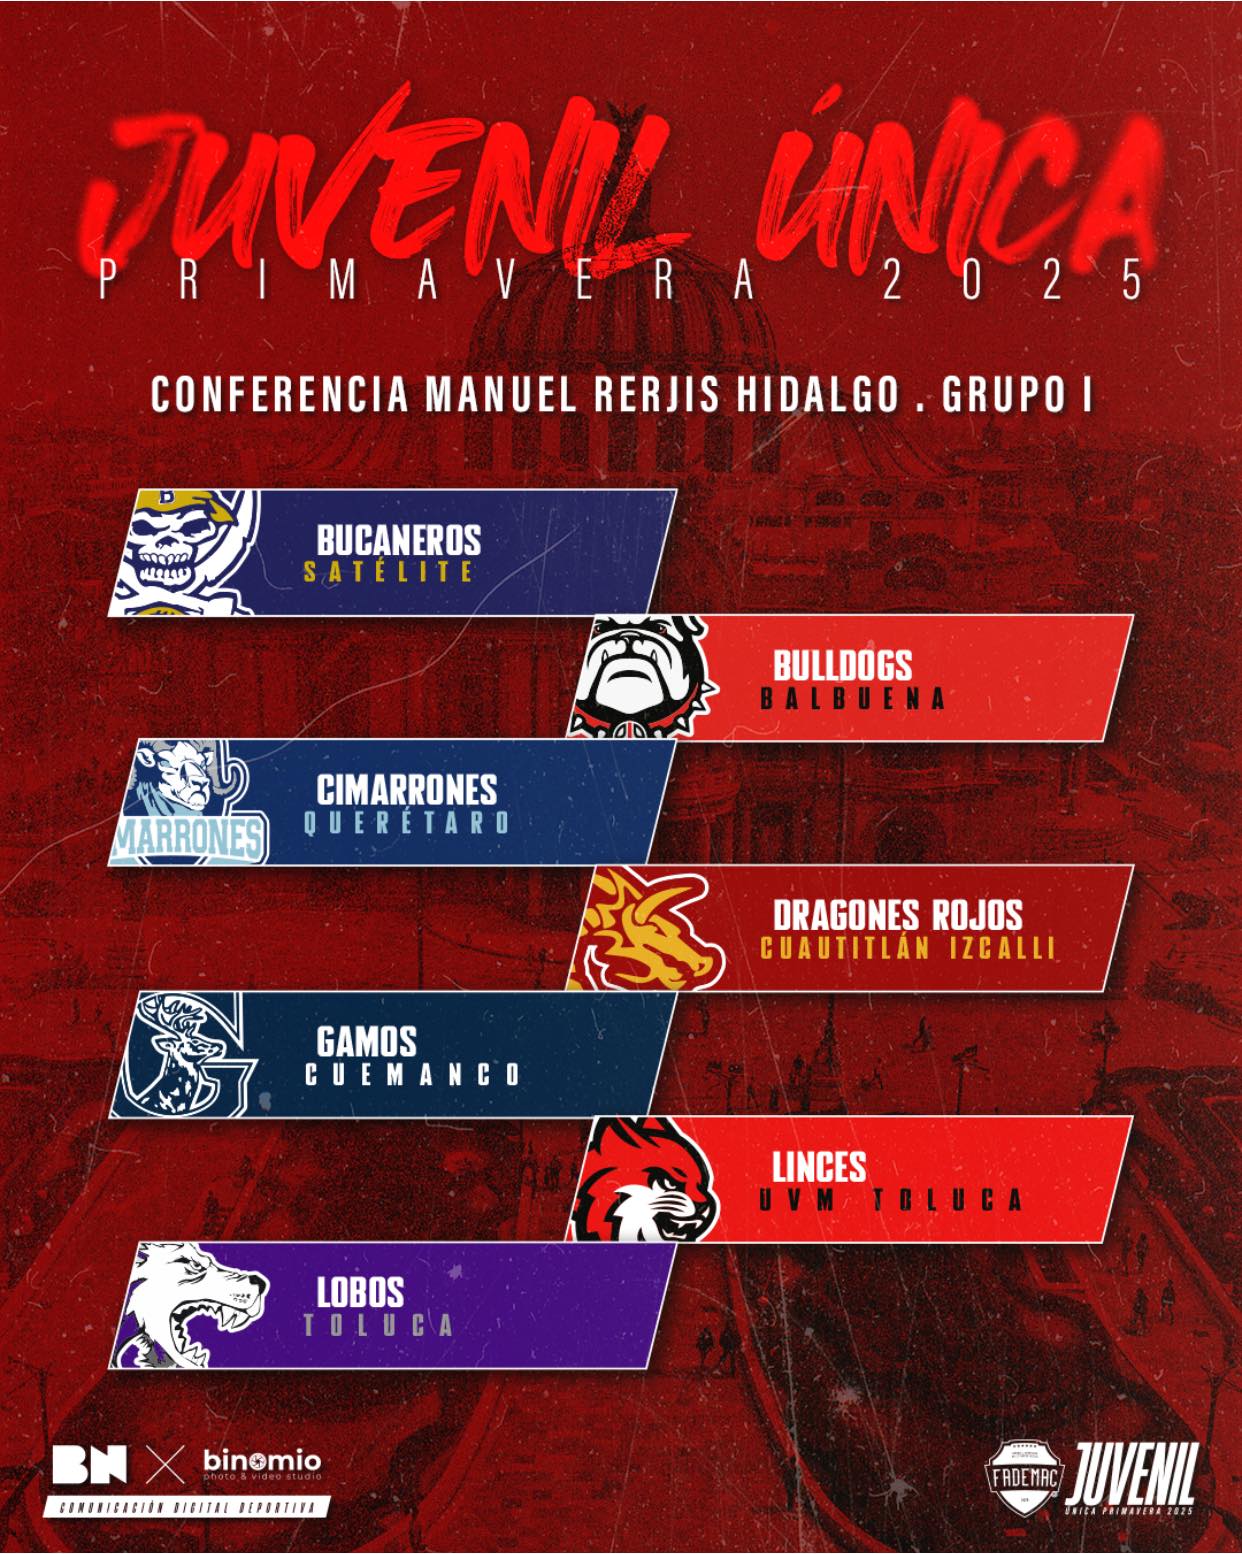 JUVENIL ÚNICA
PRIMAVERA 2025
CONFERENCIA MANUEL RERJIS HIDALGO . GRUPO I
B
BUCANEROS
SATÉLITE
BULLDOGS
BALBUENA
MARRONES
CIMARRONES
QUERÉTARO
DRAGONES ROJOS
CUAUTITLÁN IZCALLI
G
GAMOS
CUEMANCO
LINCES
UVM TOLUCA
LOBOS
TOLUCA
BN
binomio
photo & video studio
COMUNICACIÓN DIGITAL DEPORTIVA
FADEMAC
JUVENIL
ÚNICA PRIMAVERA 2025